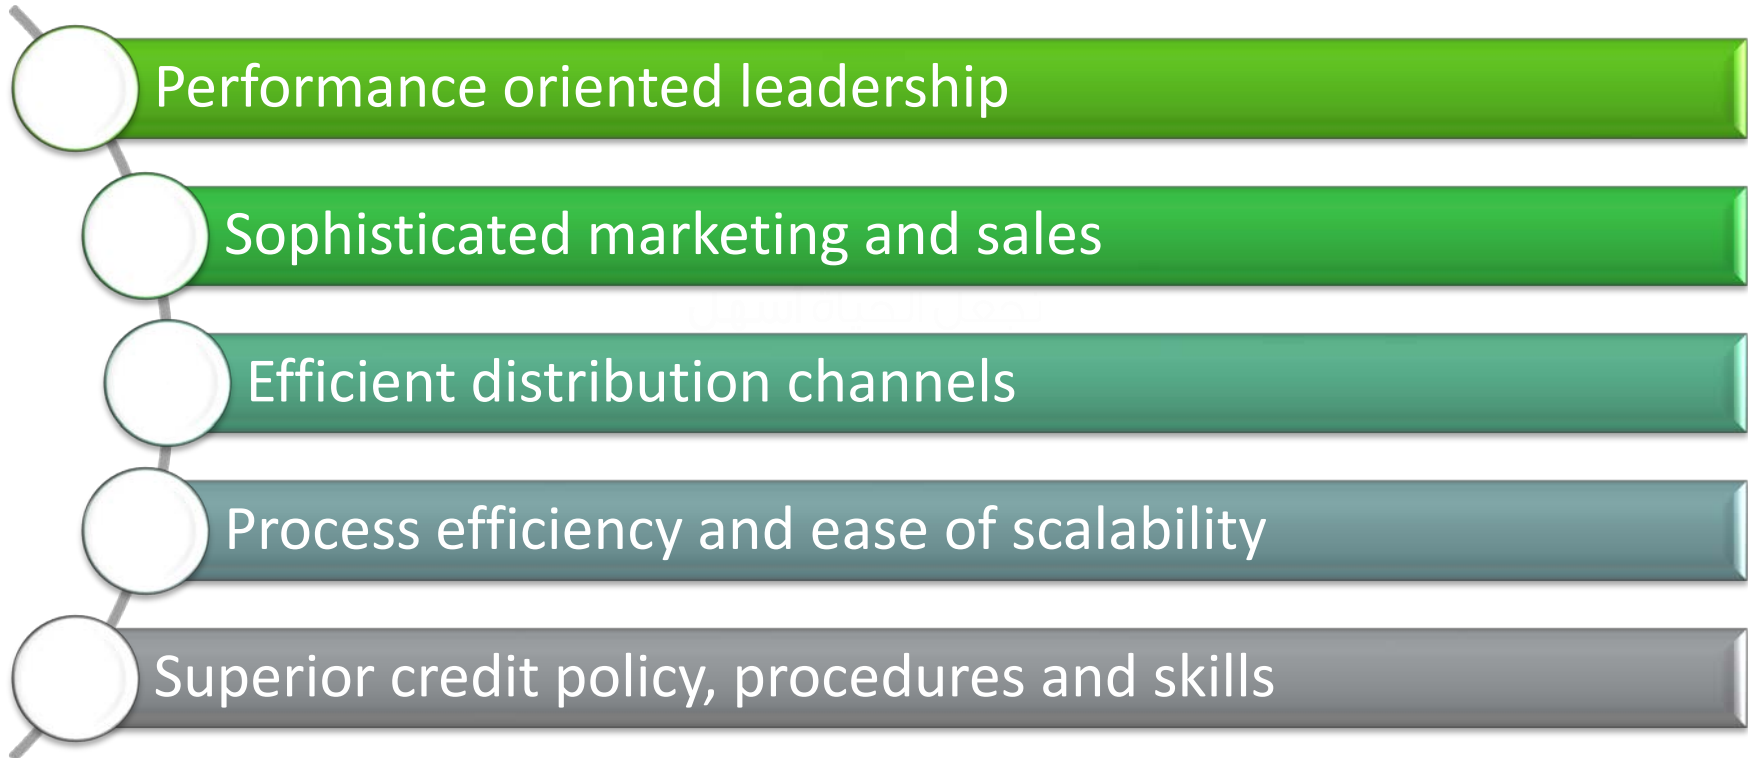 Performance oriented leadership
Sophisticated marketing and sales
Efficient distribution channels
Process efficiency and ease of scalability
Superior credit policy, procedures and skills